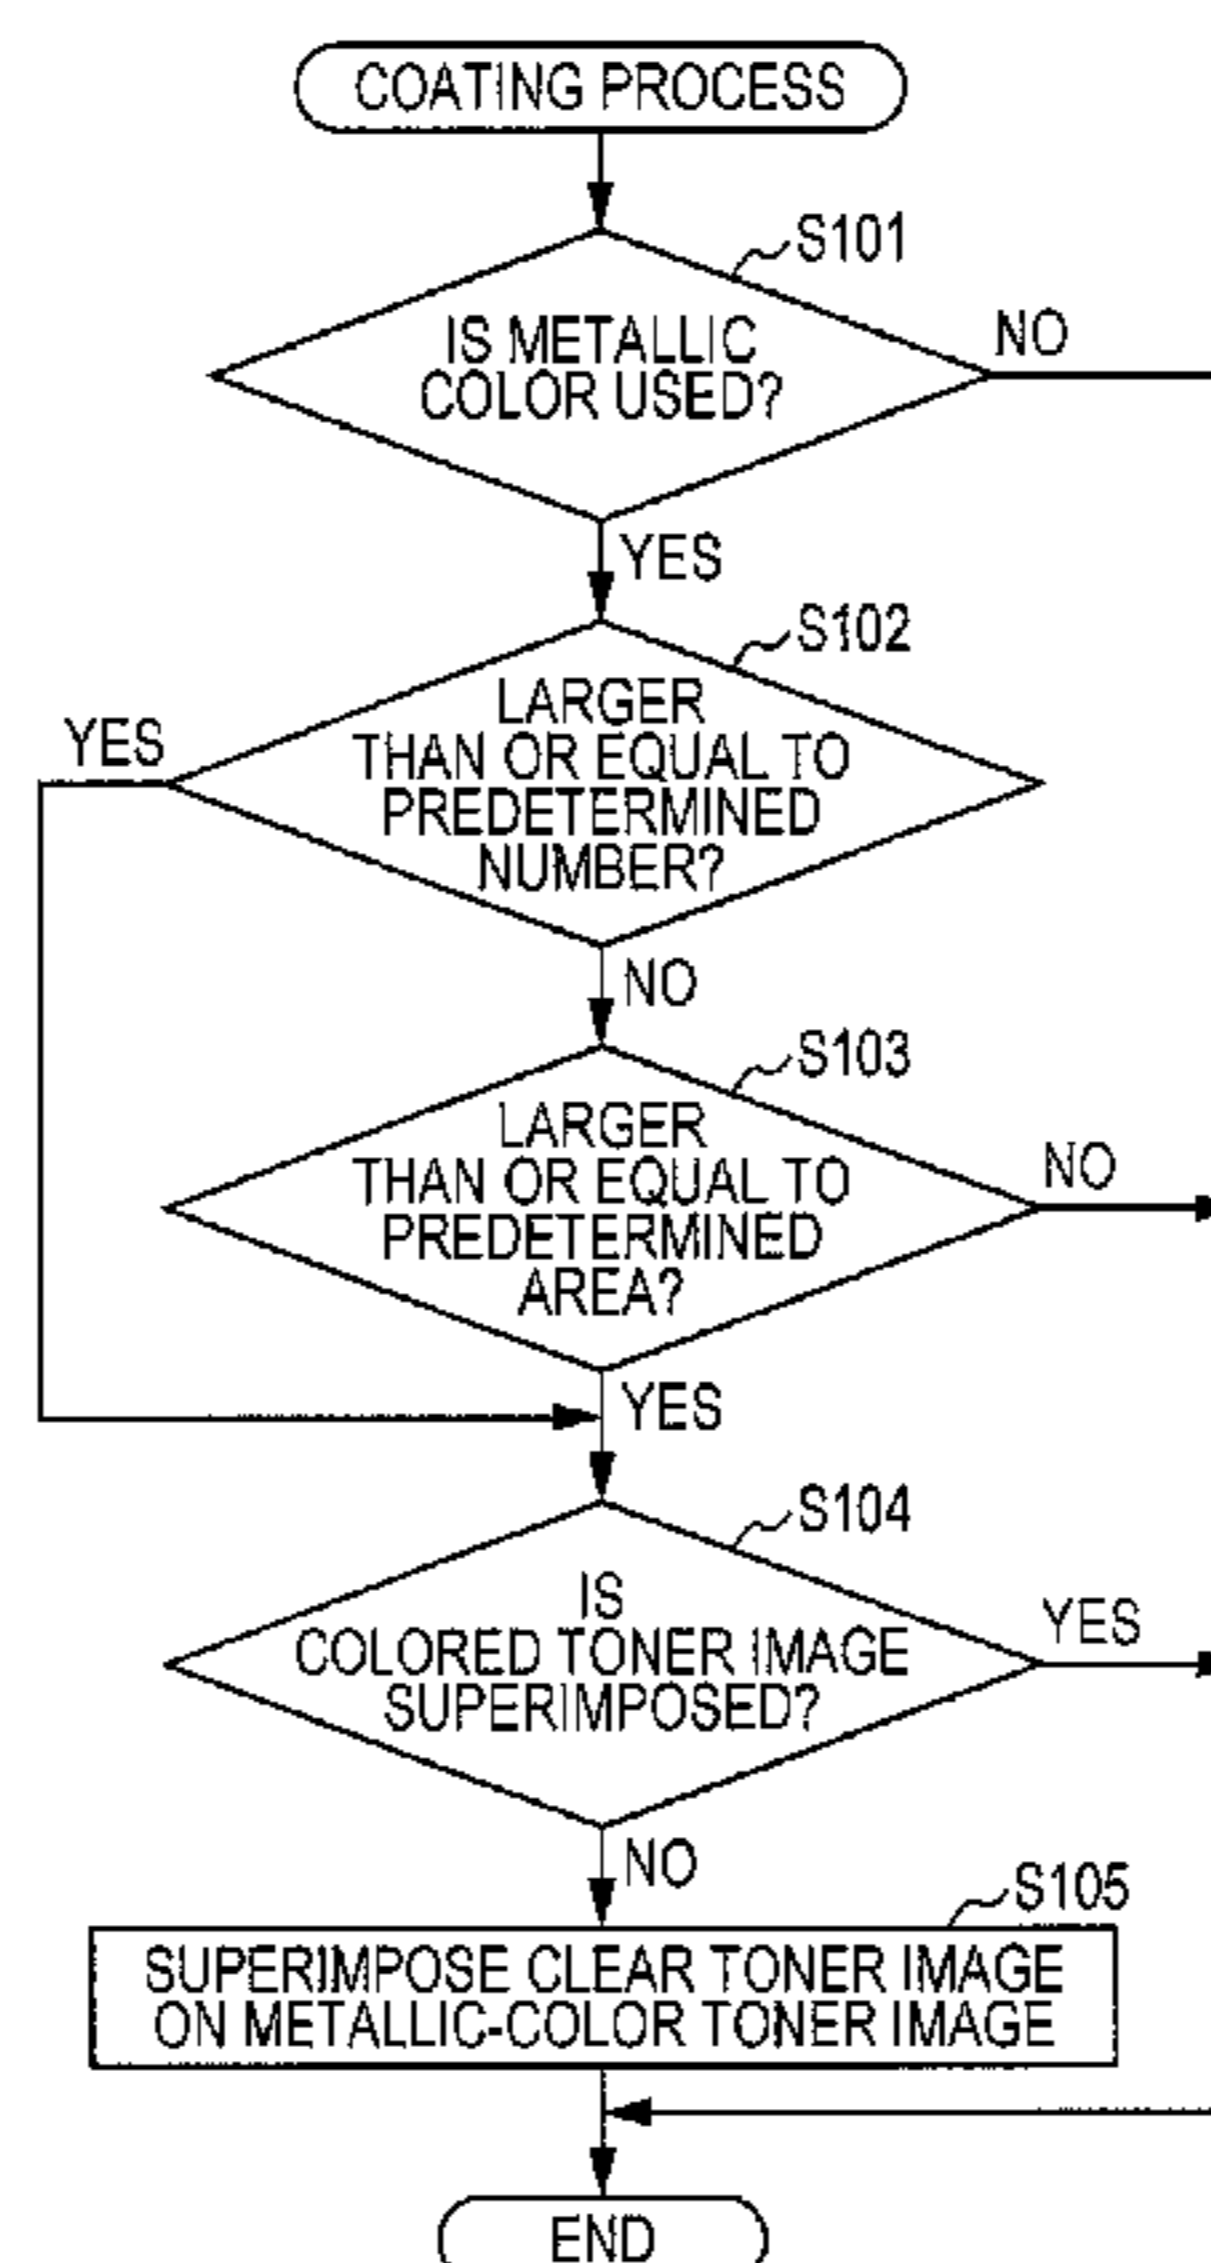 COATING PROCESS
S101
IS METALLIC
COLOR USED?
NO
YES
S102
LARGER
THAN OR EQUAL TO
PREDETERMINED
NUMBER?
YES
NO
S103
LARGER
THAN OR EQUAL TO
PREDETERMINED
AREA?
NO
YES
S104
IS
COLORED TONER IMAGE
SUPERIMPOSED?
YES
NO
S105
SUPERIMPOSE CLEAR TONER IMAGE
ON METALLIC-COLOR TONER IMAGE
END